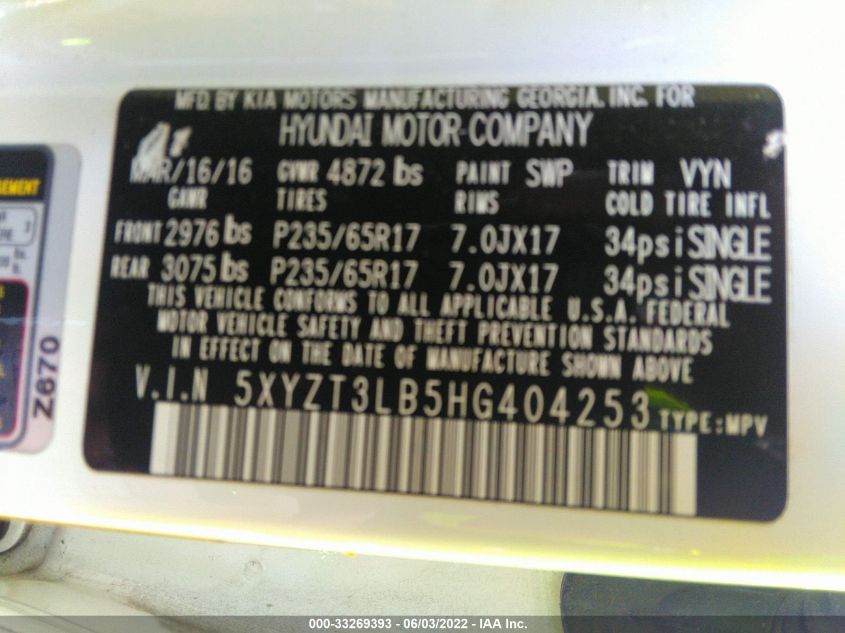 MFD. BY KIA MOTORS MANUFACTURING GEORGIA, INC. FOR
HYUNDAI MOTOR COMPANY
MAR/16/16 GVWR 4872 lbs PAINT SWP TRIM VYN
GAWR TIRES RIMS COLD TIRE INFL
FRONT 2976 lbs P235/65R17 7.0JX17 34psi SINGLE
REAR 3075 lbs P235/65R17 7.0JX17 34psi SINGLE
THIS VEHICLE CONFORMS TO ALL APPLICABLE U.S.A. FEDERAL
MOTOR VEHICLE SAFETY AND THEFT PREVENTION STANDARDS
IN EFFECT ON THE DATE OF MANUFACTURE SHOWN ABOVE
V.I.N 5XYZT3LB5HG404253 TYPE:MPV
Z670
000-33269393 - 06/03/2022 - IAA Inc.